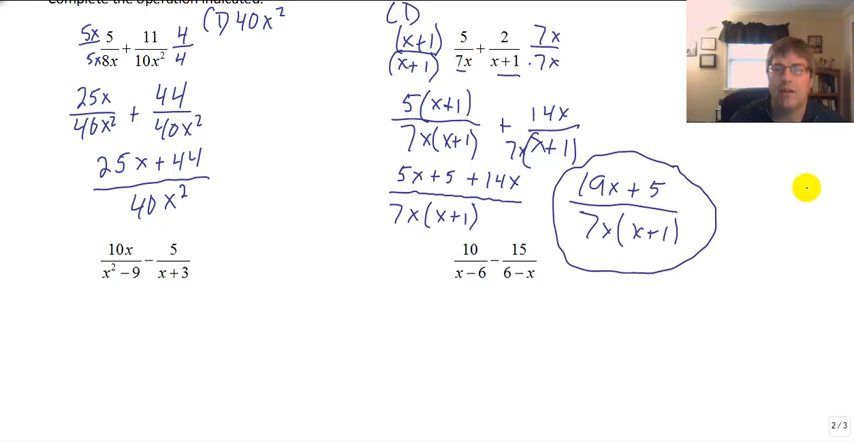 Complete the operation indicated.
5x/5x 5/8x + 11/10x² 4/4 (1) 40x²
25x/40x² + 44/40x²
25x + 44/40x²
(1)
(x+1)/(x+1) 5/7x + 2/x+1 · 7x/7x
5(x+1)/7x(x+1) + 14x/7x(x+1)
5x+5+14x/7x(x+1)
19x+5/7x(x+1)
10x/x²−9 − 5/x+3
10/x−6 − 15/6−x
2 / 3